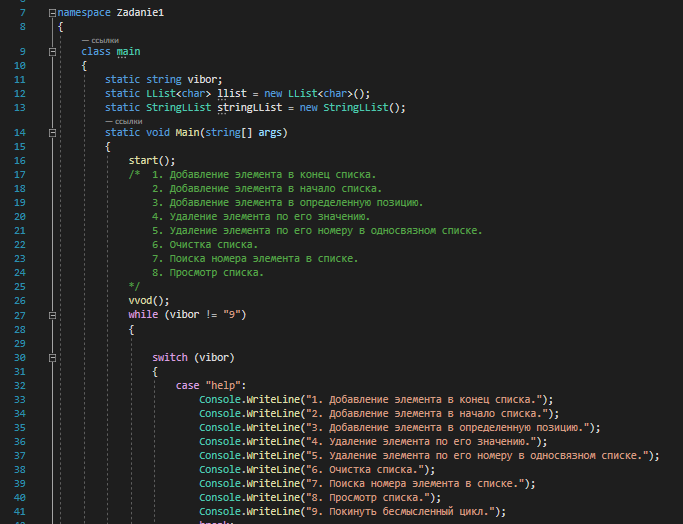 7 namespace Zadanie1
8 {
— ссылки
9 class main
10 {
11 static string vibor;
12 static LList<char> llist = new LList<char>();
13 static StringLList stringLList = new StringLList();
— ссылки
14 static void Main(string[] args)
15 {
16 start();
17 /* 1. Добавление элемента в конец списка.
18 2. Добавление элемента в начало списка.
19 3. Добавление элемента в определенную позицию.
20 4. Удаление элемента по его значению.
21 5. Удаление элемента по его номеру в односвязном списке.
22 6. Очистка списка.
23 7. Поиска номера элемента в списке.
24 8. Просмотр списка.
25 */
26 vvod();
27 while (vibor != "9")
28 {
29
30 switch (vibor)
31 {
32 case "help":
33 Console.WriteLine("1. Добавление элемента в конец списка.");
34 Console.WriteLine("2. Добавление элемента в начало списка.");
35 Console.WriteLine("3. Добавление элемента в определенную позицию.");
36 Console.WriteLine("4. Удаление элемента по его значению.");
37 Console.WriteLine("5. Удаление элемента по его номеру в односвязном списке.");
38 Console.WriteLine("6. Очистка списка.");
39 Console.WriteLine("7. Поиска номера элемента в списке.");
40 Console.WriteLine("8. Просмотр списка.");
41 Console.WriteLine("9. Покинуть бесмысленный цикл.");